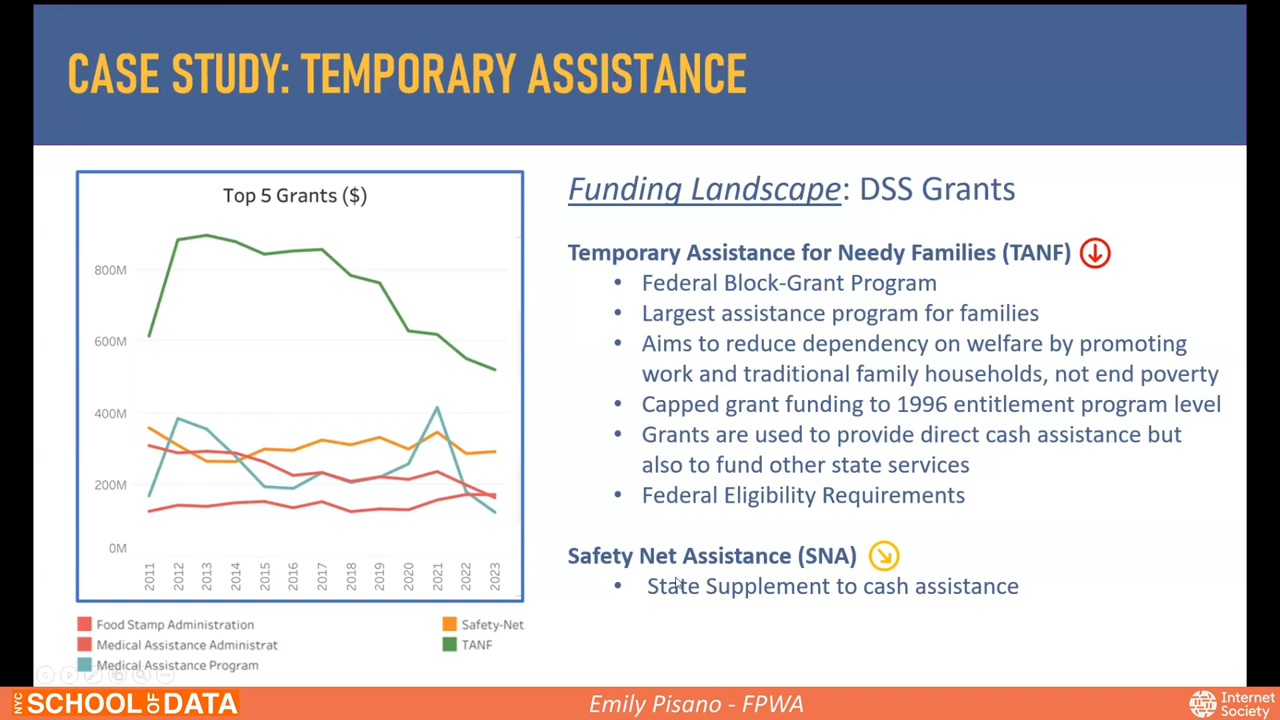 CASE STUDY: TEMPORARY ASSISTANCE
Top 5 Grants ($)
800M
600M
400M
200M
0M
2011
2012
2013
2014
2015
2016
2017
2018
2019
2020
2021
2022
2023
Food Stamp Administration
Medical Assistance Administrat
Medical Assistance Program
Safety-Net
TANF
Funding Landscape: DSS Grants
Temporary Assistance for Needy Families (TANF)
• Federal Block-Grant Program
• Largest assistance program for families
• Aims to reduce dependency on welfare by promoting
work and traditional family households, not end poverty
• Capped grant funding to 1996 entitlement program level
• Grants are used to provide direct cash assistance but
also to fund other state services
• Federal Eligibility Requirements
Safety Net Assistance (SNA)
• State Supplement to cash assistance
NYC SCHOOL OF DATA
Emily Pisano - FPWA
Internet
Society